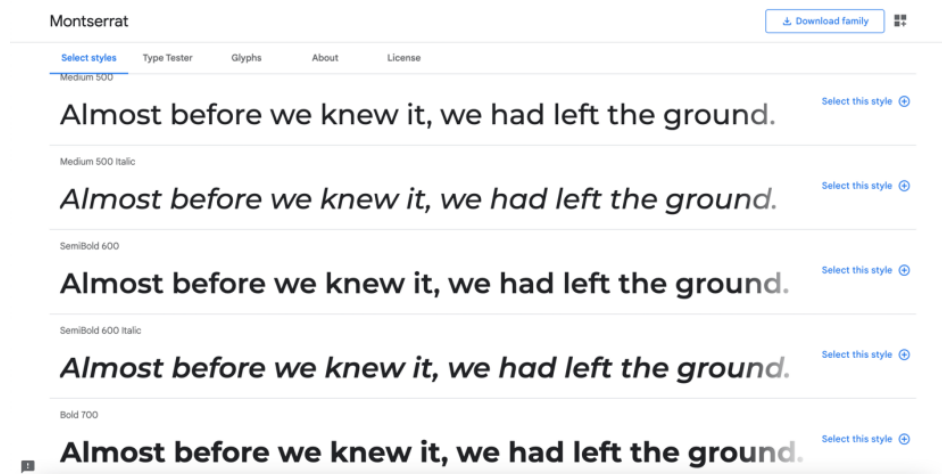 Montserrat
Download family
Select styles Type Tester Glyphs About License
Medium 500
Almost before we knew it, we had left the ground.
Select this style
Medium 500 Italic
Almost before we knew it, we had left the ground.
Select this style
SemiBold 600
Almost before we knew it, we had left the ground.
Select this style
SemiBold 600 Italic
Almost before we knew it, we had left the ground.
Select this style
Bold 700
Almost before we knew it, we had left the ground.
Select this style